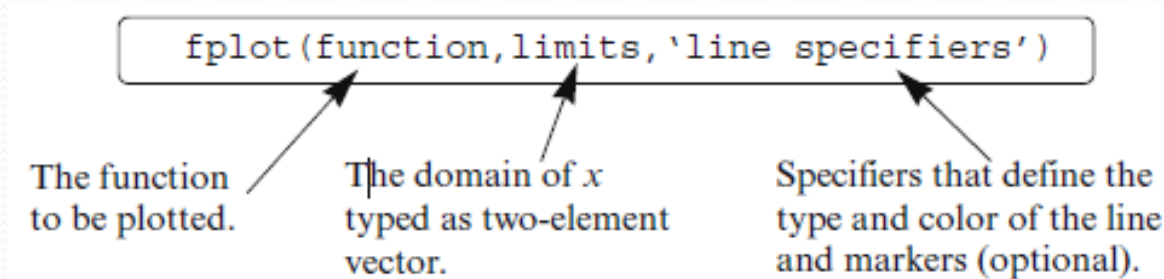 fplot(function,limits,‘line specifiers’)
The function
to be plotted.
The domain of x
typed as two-element
vector.
Specifiers that define the
type and color of the line
and markers (optional).